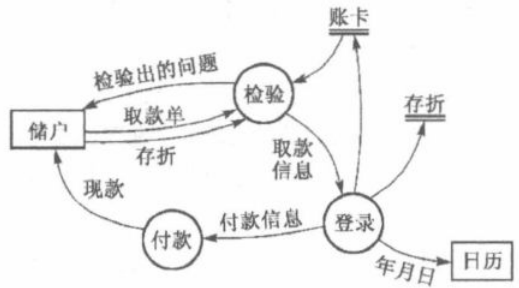 账卡
检验出的问题
检验
存折
储户
取款单
存折
取款
信息
现款
付款信息
登录
付款
年月日
日历